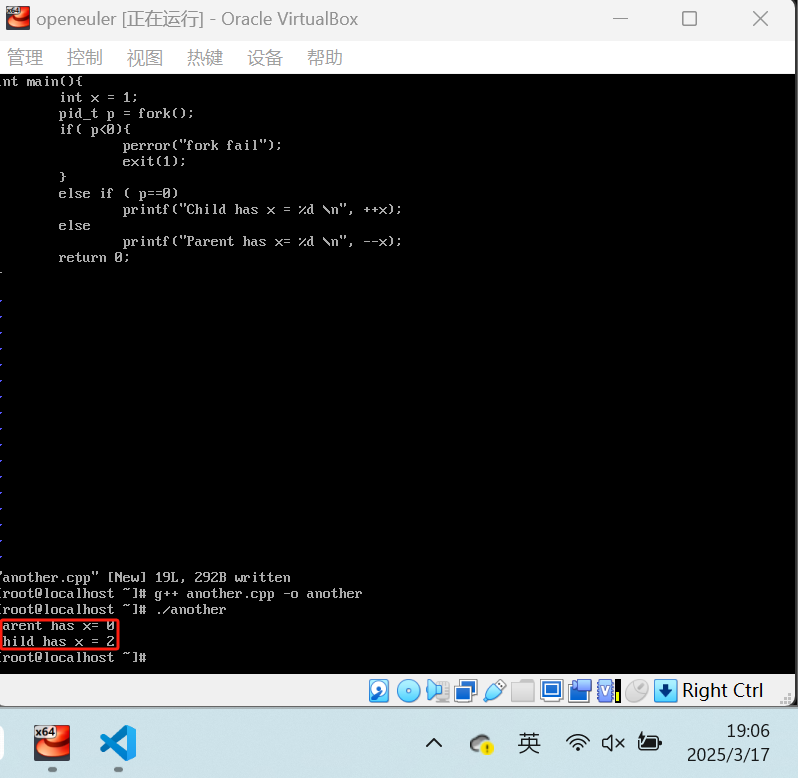 x64 openeuler [正在运行] - Oracle VirtualBox
管理 控制 视图 热键 设备 帮助
nt main(){
int x = 1;
pid_t p = fork();
if( p<0){
perror("fork fail");
exit(1);
}
else if ( p==0)
printf("Child has x = %d \n", ++x);
else
printf("Parent has x= %d \n", --x);
return 0;
"another.cpp" [New] 19L, 292B written
[root@localhost ~]# g++ another.cpp -o another
[root@localhost ~]# ./another
arent has x= 0
hild has x = 2
[root@localhost ~]#
Right Ctrl
x64
英
19:06
2025/3/17